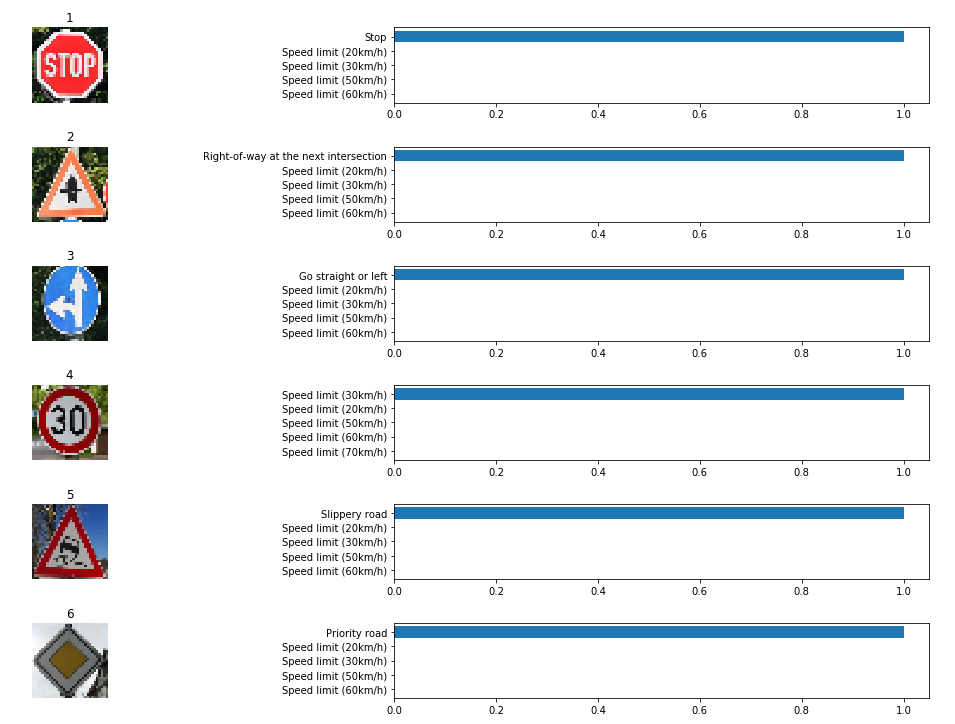 1
STOP
Stop
Speed limit (20km/h)
Speed limit (30km/h)
Speed limit (50km/h)
Speed limit (60km/h)
0.0 0.2 0.4 0.6 0.8 1.0
2
Right-of-way at the next intersection
Speed limit (20km/h)
Speed limit (30km/h)
Speed limit (50km/h)
Speed limit (60km/h)
0.0 0.2 0.4 0.6 0.8 1.0
3
Go straight or left
Speed limit (20km/h)
Speed limit (30km/h)
Speed limit (50km/h)
Speed limit (60km/h)
0.0 0.2 0.4 0.6 0.8 1.0
4
30
Speed limit (30km/h)
Speed limit (20km/h)
Speed limit (50km/h)
Speed limit (60km/h)
Speed limit (70km/h)
0.0 0.2 0.4 0.6 0.8 1.0
5
Slippery road
Speed limit (20km/h)
Speed limit (30km/h)
Speed limit (50km/h)
Speed limit (60km/h)
0.0 0.2 0.4 0.6 0.8 1.0
6
Priority road
Speed limit (20km/h)
Speed limit (30km/h)
Speed limit (50km/h)
Speed limit (60km/h)
0.0 0.2 0.4 0.6 0.8 1.0